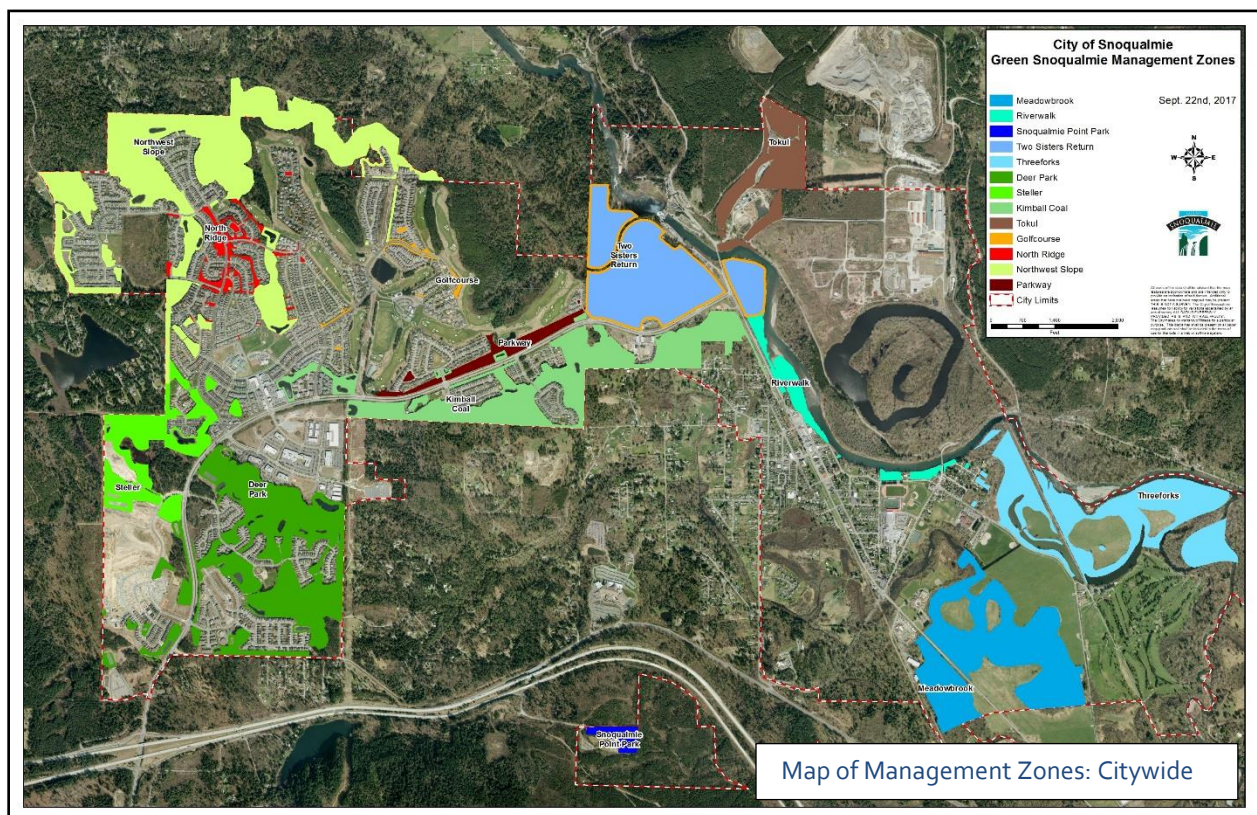 City of Snoqualmie
Green Snoqualmie Management Zones
Sept. 22nd, 2017
Meadowbrook
Riverwalk
Snoqualmie Point Park
Two Sisters Return
Threeforks
Deer Park
Steller
Kimball Coal
Tokul
Golfcourse
North Ridge
Northwest Slope
Parkway
City Limits
N
W
E
S
SNOQUALMIE
Feet
Northwest
Slope
North
Ridge
Golfcourse
Two
Sisters
Return
Tokul
Parkway
Kimball
Coal
Riverwalk
Steller
Deer
Park
Threeforks
Meadowbrook
Snoqualmie
Point Park
Map of Management Zones: Citywide